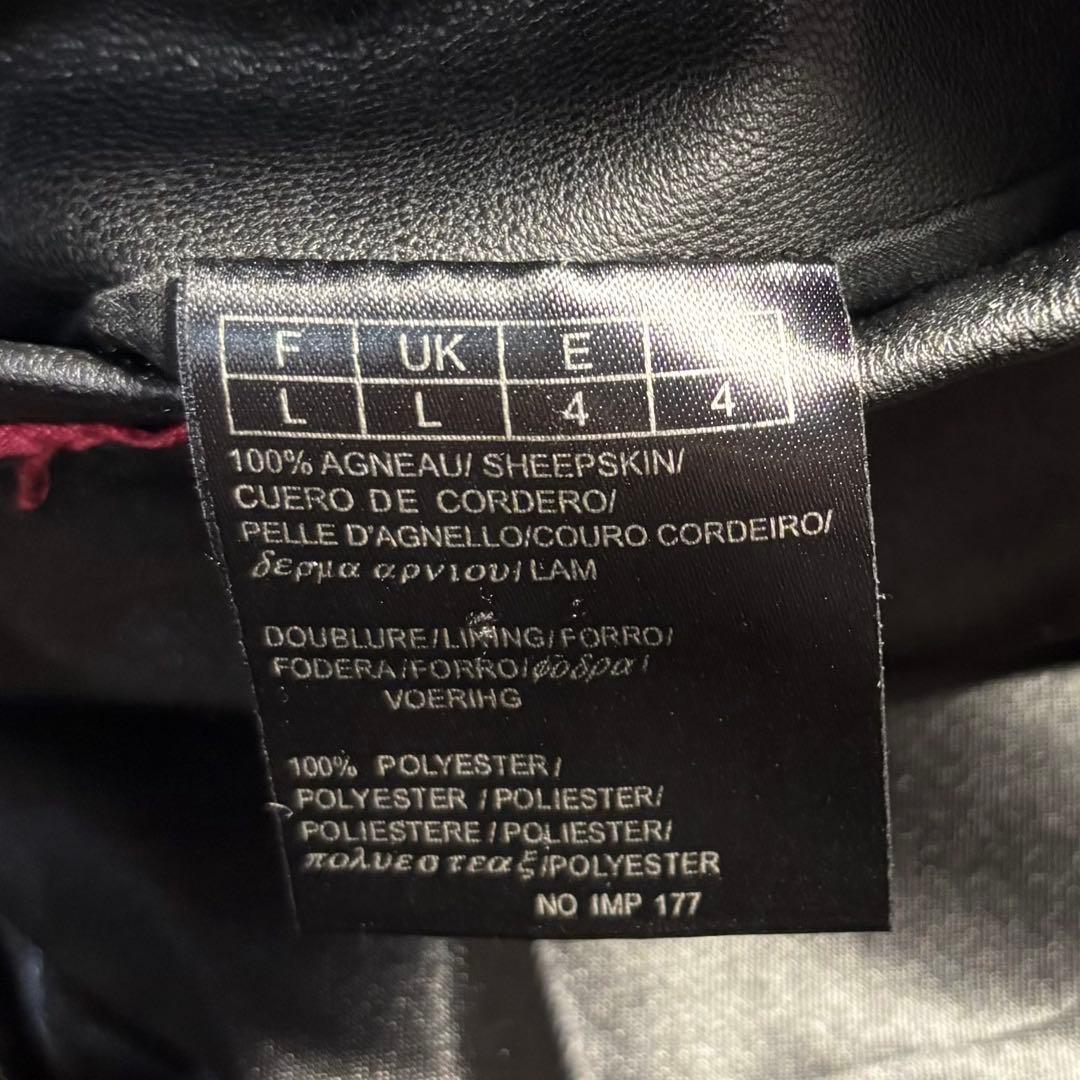 F UK E
L L 4 4
100% AGNEAU/ SHEEPSKIN/
CUERO DE CORDERO/
PELLE D'AGNELLO/COURO CORDEIRO/
δερμα αρνιου/ LAM
DOUBLURE/LINING/FORRO/
FODERA/FORRO/φοδρα/
VOERIHG
100% POLYESTER/
POLYESTER /POLIESTER/
POLIESTERE/POLIESTER/
πολυεστεαξ/POLYESTER
NO IMP 177